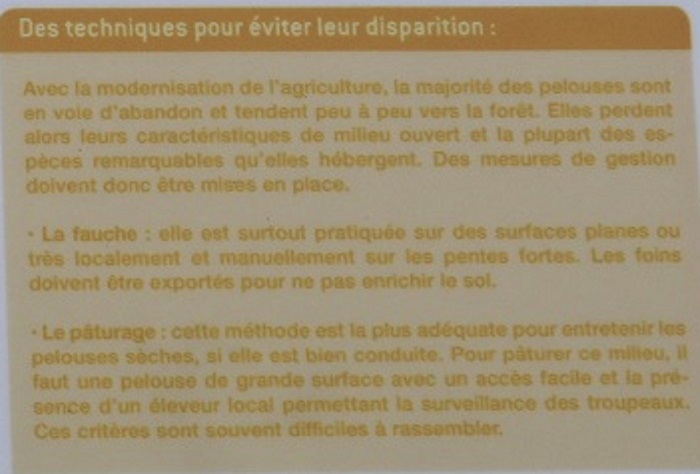 Des techniques pour éviter leur disparition :
Avec la modernisation de l'agriculture, la majorité des pelouses sont
en voie d'abandon et tendent peu à peu vers la forêt. Elles perdent
alors leurs caractéristiques de milieu ouvert et la plupart des es-
pèces remarquables qu'elles hébergent. Des mesures de gestion
doivent donc être mises en place.
· La fauche : elle est surtout pratiquée sur des surfaces planes ou
très localement et manuellement sur les pentes fortes. Les foins
doivent être exportés pour ne pas enrichir le sol.
· Le pâturage : cette méthode est la plus adéquate pour entretenir les
pelouses sèches, si elle est bien conduite. Pour pâturer ce milieu, il
faut une pelouse de grande surface avec un accès facile et la pré-
sence d'un éleveur local permettant la surveillance des troupeaux.
Ces critères sont souvent difficiles à rassembler.